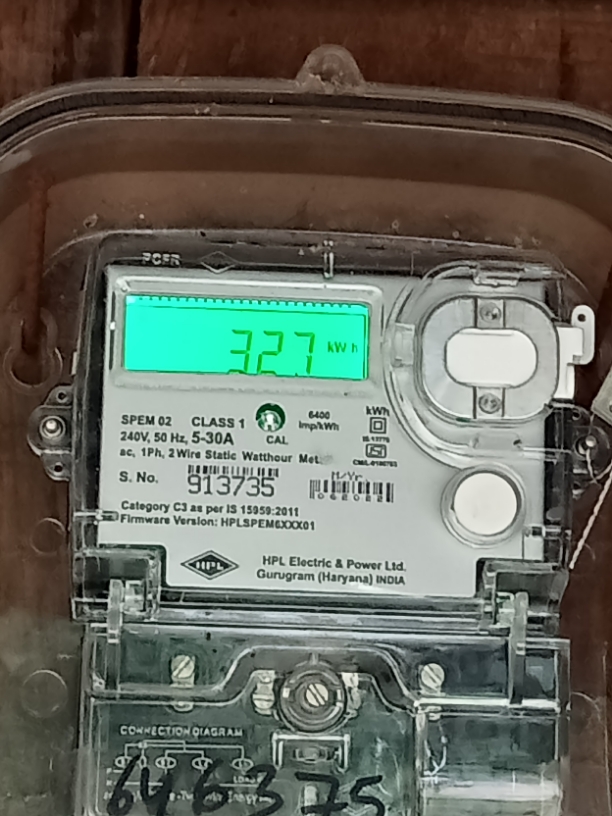 327 kWh
SPEM 02 CLASS 1
6400
Imp/kWh
kWh
240V, 50 Hz, 5-30A
CAL
ac, 1Ph, 2 Wire Static Watthour
S. No.
913735
M/Yr
Category C3 as per IS 15959:2011
Firmware Version: HPLSPEM6XXX01
HPL
HPL Electric & Power Ltd.
Gurugram (Haryana) INDIA
CONNECTION DIAGRAM
646375